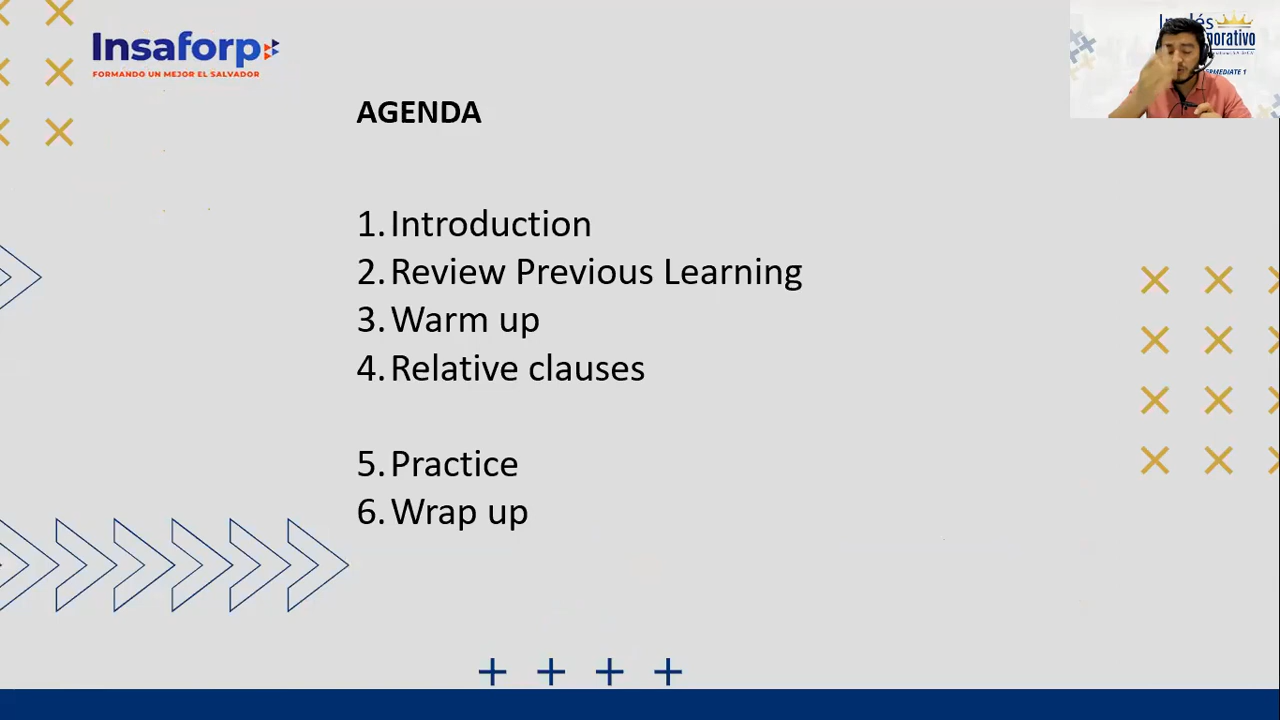 Insaforp
FORMANDO UN MEJOR EL SALVADOR
AGENDA
1. Introduction
2. Review Previous Learning
3. Warm up
4. Relative clauses
5. Practice
6. Wrap up